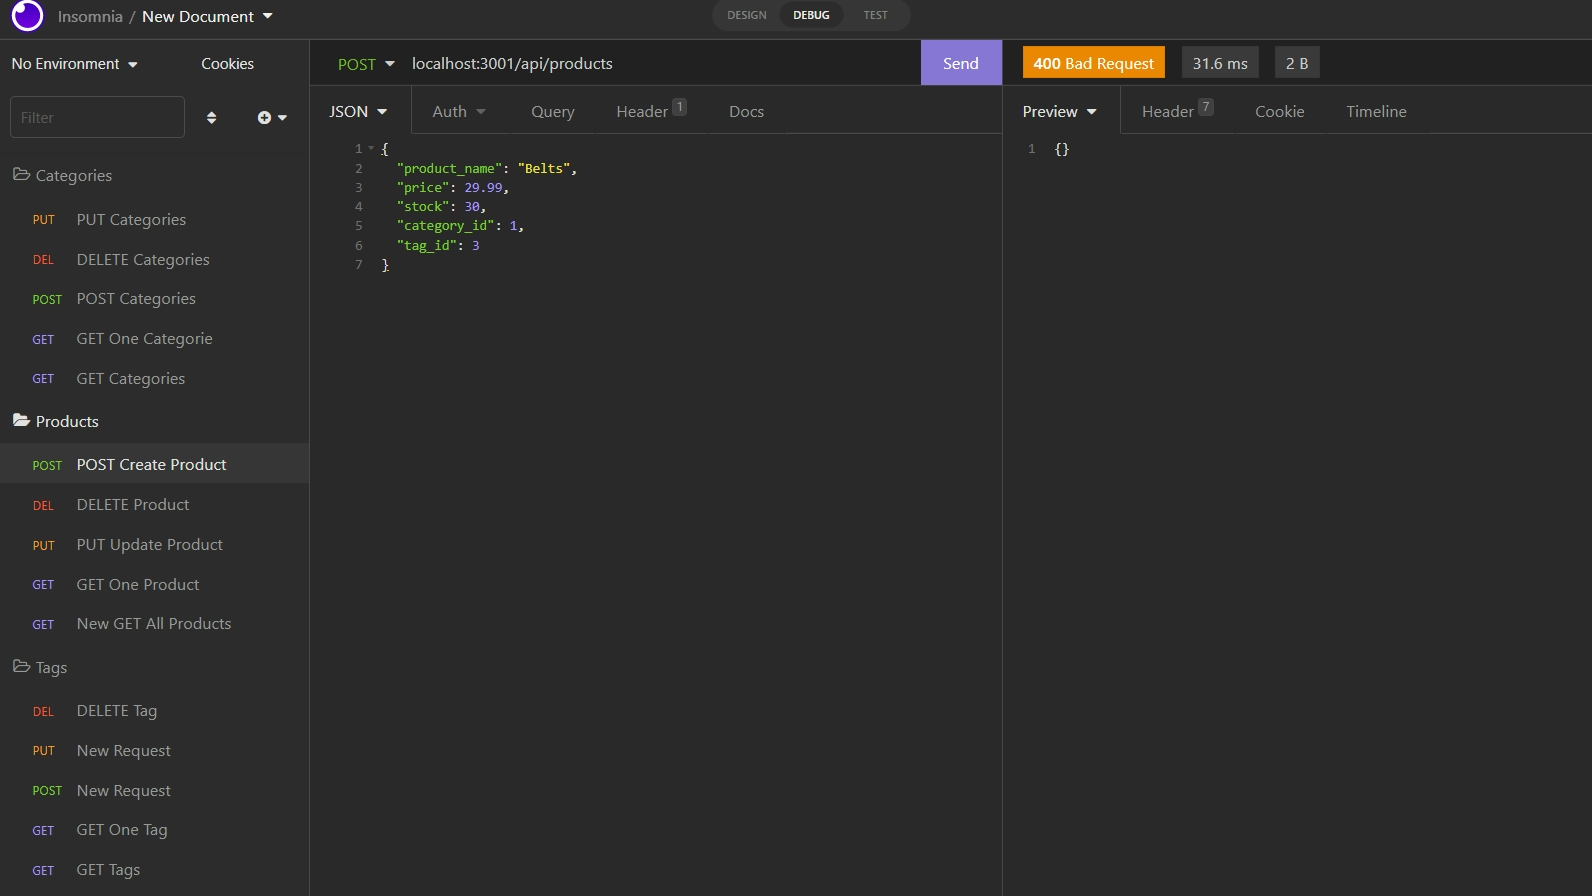 Insomnia / New Document
DESIGN DEBUG TEST
No Environment Cookies
POST localhost:3001/api/products Send
400 Bad Request 31.6 ms 2 B
Filter
JSON Auth Query Header 1 Docs
Preview Header 7 Cookie Timeline
Categories
PUT PUT Categories
DEL DELETE Categories
POST POST Categories
GET GET One Categorie
GET GET Categories
Products
POST POST Create Product
DEL DELETE Product
PUT PUT Update Product
GET GET One Product
GET New GET All Products
Tags
DEL DELETE Tag
PUT New Request
POST New Request
GET GET One Tag
GET GET Tags
1 {
2 "product_name": "Belts",
3 "price": 29.99,
4 "stock": 30,
5 "category_id": 1,
6 "tag_id": 3
7 }
1 {}